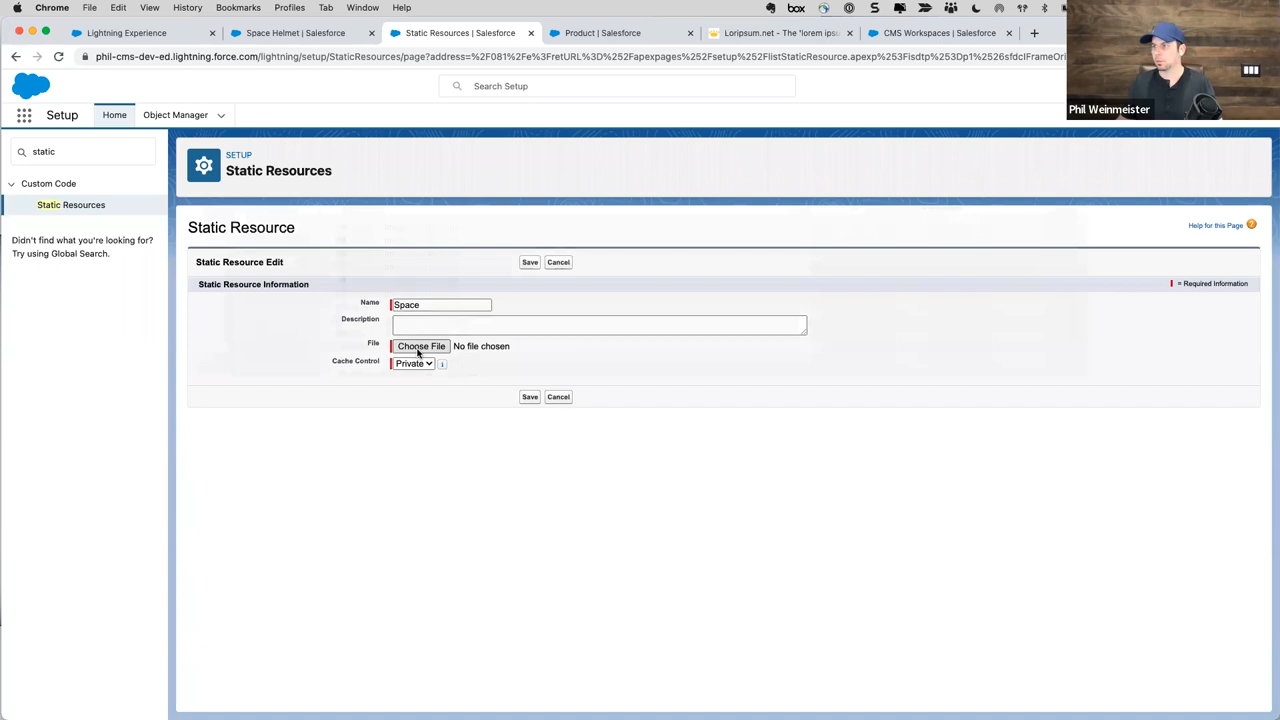 Chrome File Edit View History Bookmarks Profiles Tab Window Help
box
Lightning Experience
Space Helmet | Salesforce
Static Resources | Salesforce
Product | Salesforce
Loripsum.net - The 'lorem ipsu
CMS Workspaces | Salesforce
phil-cms-dev-ed.lightning.force.com/lightning/setup/StaticResources/page?address=%2F081%2Fe%3FretURL%3D%252Fapexpages%252Fsetup%252FlistStaticResource.apexp%253Fisdtp%253Dp1%2526sfdcIFrameOri
Phil Weinmeister
Search Setup
Setup
Home
Object Manager
static
Custom Code
Static Resources
Didn't find what you're looking for?
Try using Global Search.
SETUP
Static Resources
Static Resource
Help for this Page
Static Resource Edit
Save Cancel
Static Resource Information
= Required Information
Name
Space
Description
File
Choose File No file chosen
Cache Control
Private
Save Cancel